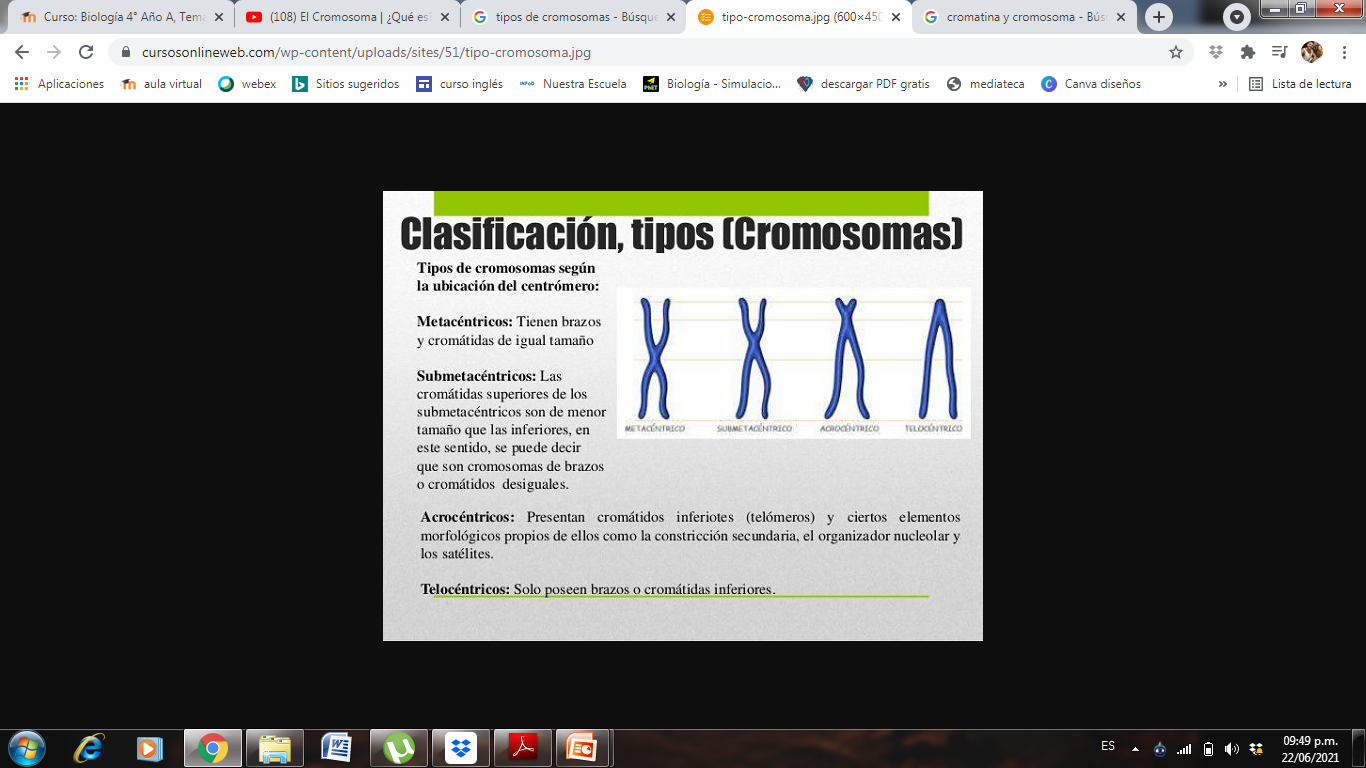 Curso: Biología 4° Año A, Tema
(108) El Cromosoma | ¿Qué es
tipos de cromosomas - Búsque
tipo-cromosoma.jpg (600×450
cromatina y cromosoma - Bús
cursosonlineweb.com/wp-content/uploads/sites/51/tipo-cromosoma.jpg
Aplicaciones
aula virtual
webex
Sitios sugeridos
curso inglés
Nuestra Escuela
Biología - Simulacio...
descargar PDF gratis
mediateca
Canva diseños
»
Lista de lectura
Clasificación, tipos (Cromosomas)
Tipos de cromosomas según
la ubicación del centrómero:
Metacéntricos: Tienen brazos
y cromátidas de igual tamaño
Submetacéntricos: Las
cromátidas superiores de los
submetacéntricos son de menor
tamaño que las inferiores, en
este sentido, se puede decir
que son cromosomas de brazos
o cromátidos desiguales.
METACÉNTRICO SUBMETACÉNTRICO ACROCÉNTRICO TELOCÉNTRICO
Acrocéntricos: Presentan cromátidos inferiotes (telómeros) y ciertos elementos
morfológicos propios de ellos como la constricción secundaria, el organizador nucleolar y
los satélites.
Telocéntricos: Solo poseen brazos o cromátidas inferiores.
ES
09:49 p.m.
22/06/2021